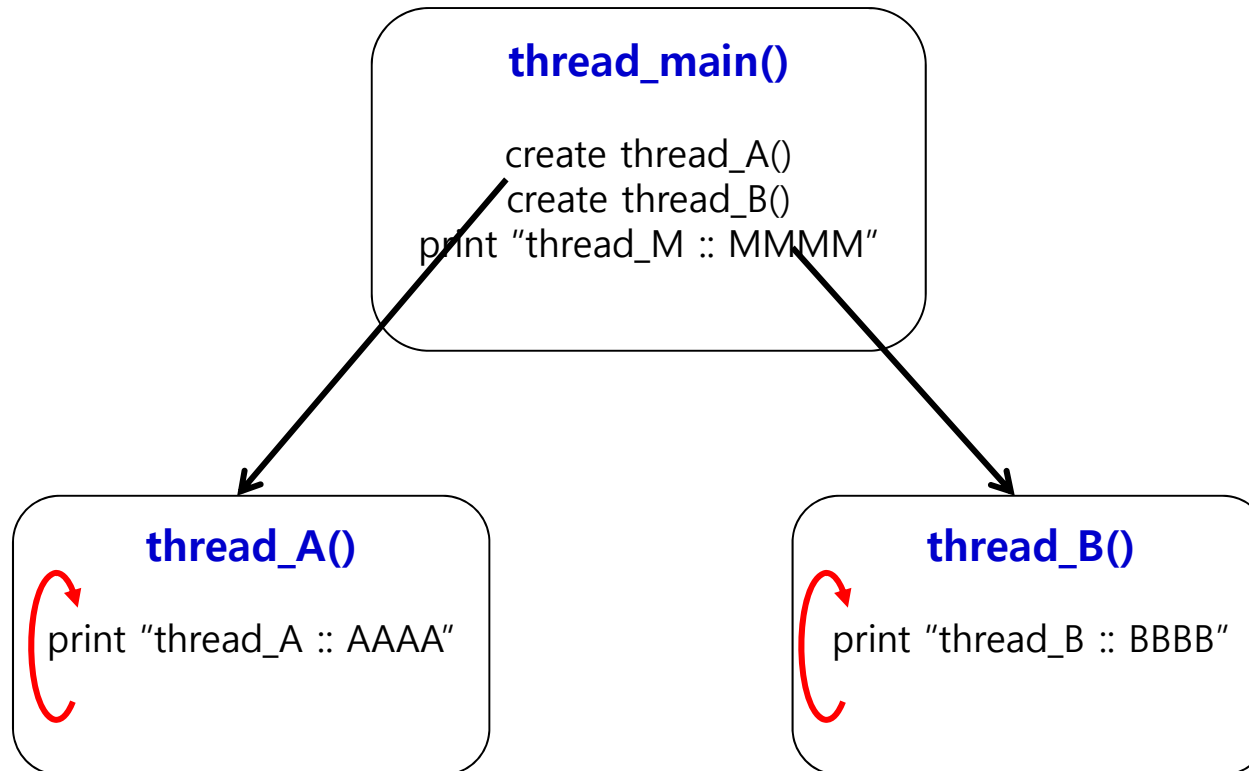 thread_main()
create thread_A()
create thread_B()
print "thread_M :: MMMM"
thread_A()
print "thread_A :: AAAA"
thread_B()
print "thread_B :: BBBB"